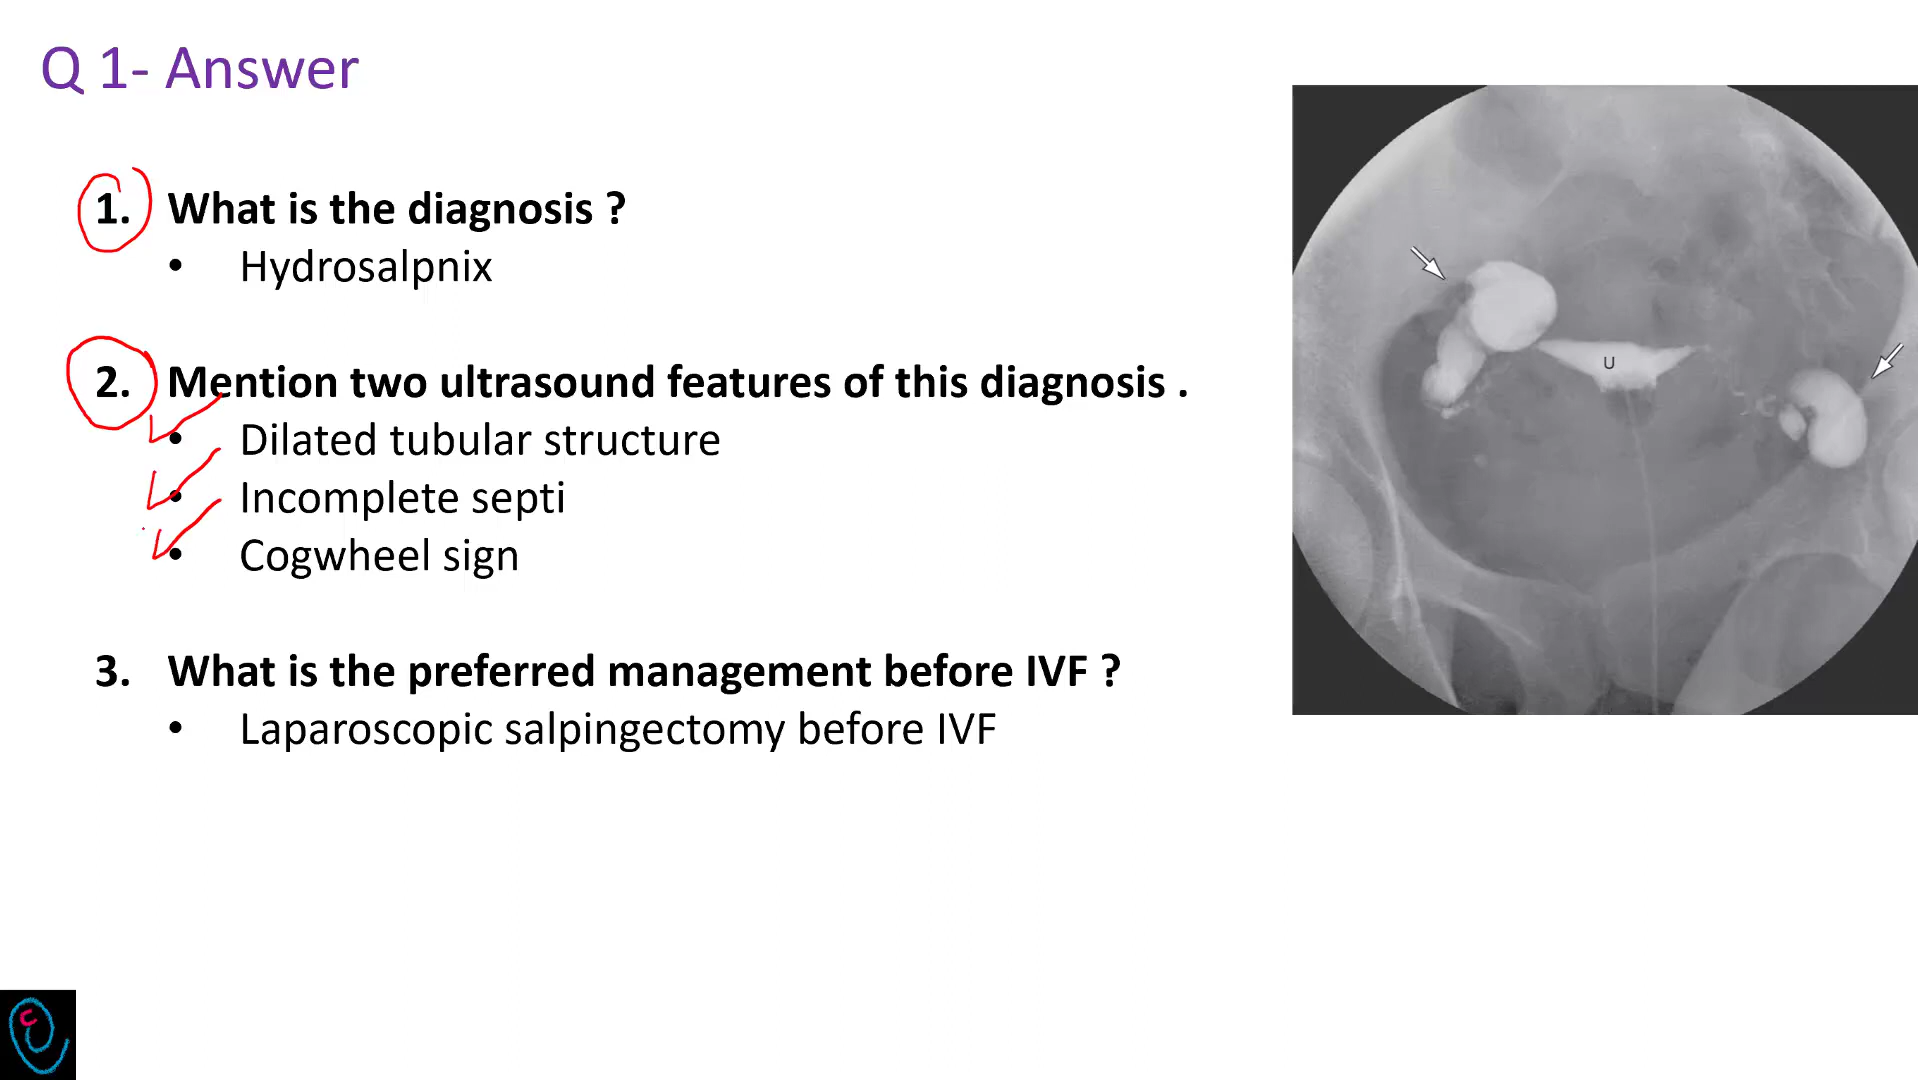 Q 1- Answer
1. What is the diagnosis ?
• Hydrosalpnix
2. Mention two ultrasound features of this diagnosis .
• Dilated tubular structure
• Incomplete septi
• Cogwheel sign
3. What is the preferred management before IVF ?
• Laparoscopic salpingectomy before IVF
U